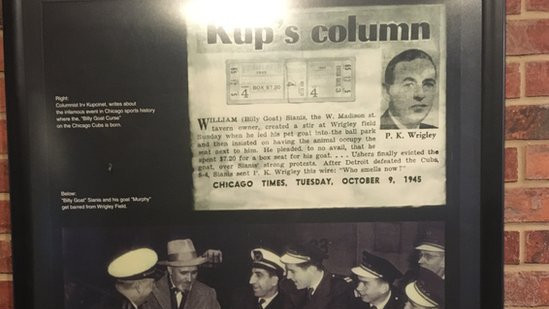 Kup's column
Right:
Columnist Irv Kupcinet, writes about
the infamous event in Chicago sports history
where the, "Billy Goat Curse"
on the Chicago Cubs is born.
4
BOX $7.20
4
P. K. Wrigley
WILLIAM (Billy Goat) Sianis, the W. Madison st.
tavern owner, created a stir at Wrigley field
Sunday when he led his pet goat into the ball park
and then insisted on having the animal occupy the
seat next to him. He pleaded, to no avail, that he
spent $7.20 for a box seat for his goat. . . . Ushers finally evicted the
goat, over Sianis' strong protests. After Detroit defeated the Cubs,
8-4, Sianis sent P. K. Wrigley this wire: "Who smells now?"
CHICAGO TIMES, TUESDAY, OCTOBER 9, 1945
Below:
"Billy Goat" Sianis and his goat "Murphy"
get barred from Wrigley Field.